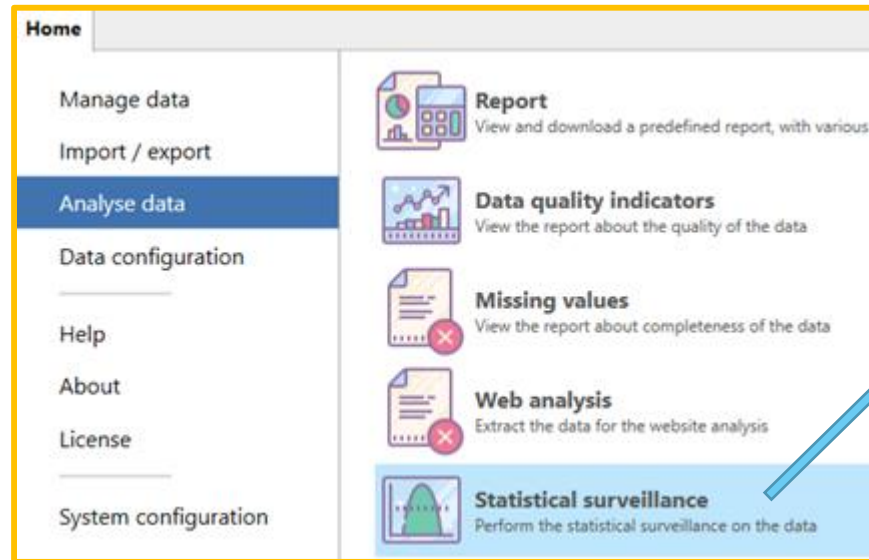 Home
Manage data
Import / export
Analyse data
Data configuration
Help
About
License
System configuration
Report
View and download a predefined report, with various
Data quality indicators
View the report about the quality of the data
Missing values
View the report about completeness of the data
Web analysis
Extract the data for the website analysis
Statistical surveillance
Perform the statistical surveillance on the data